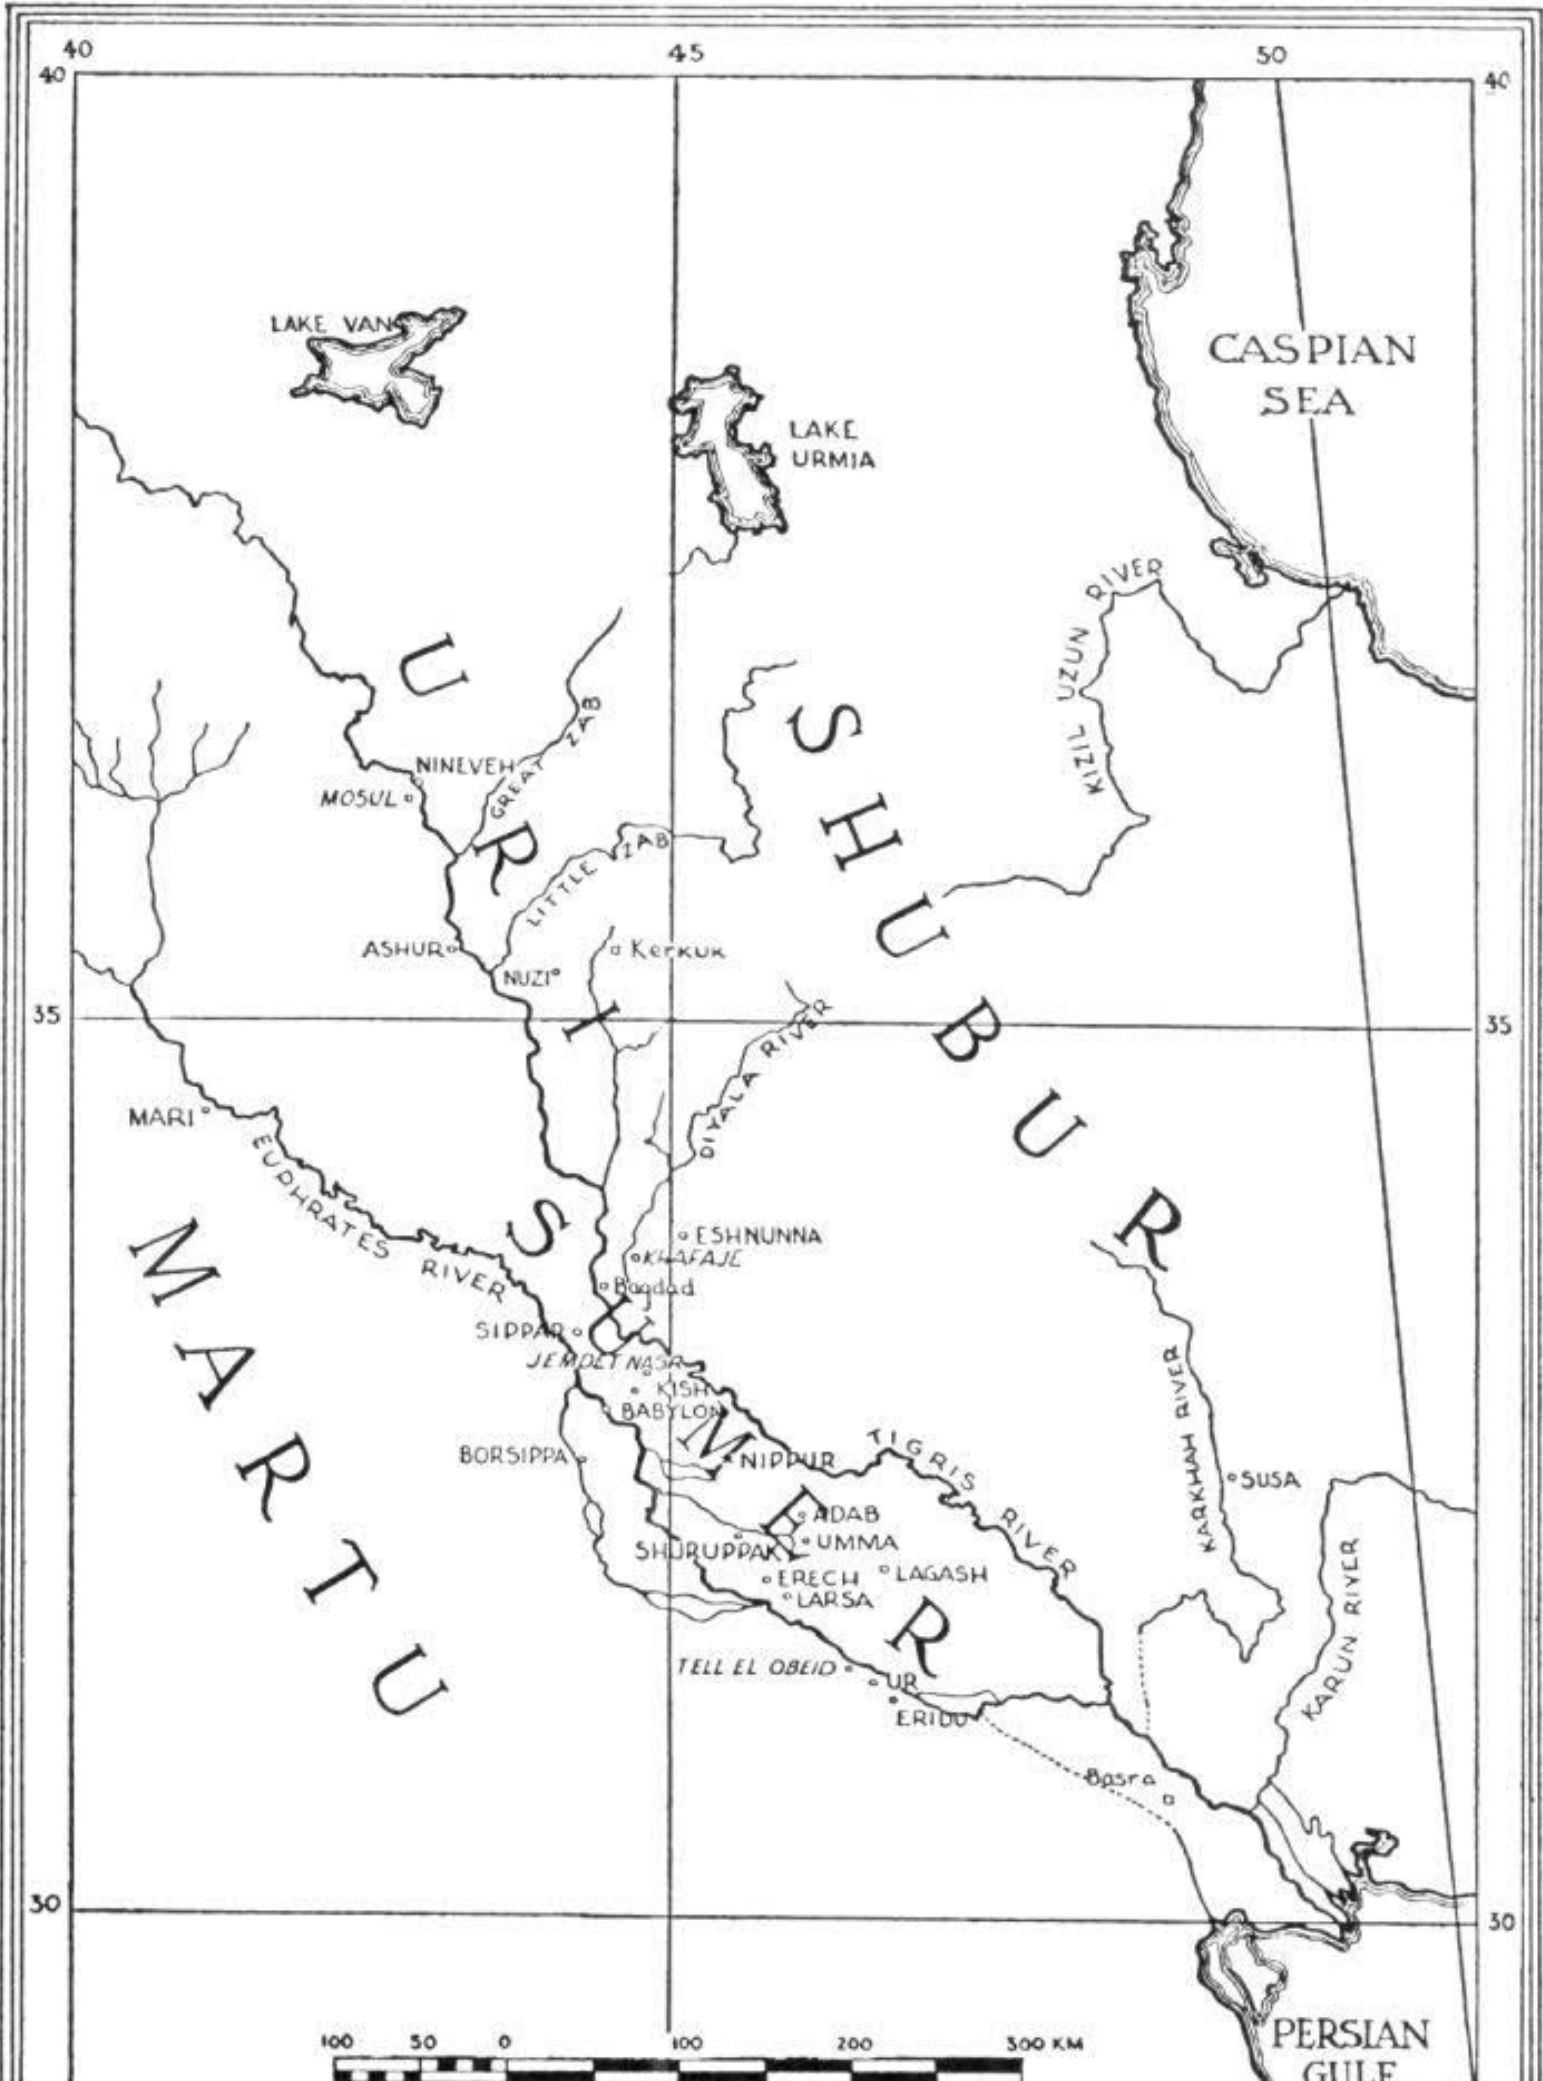 40 45 50
40 40
LAKE VAN
CASPIAN
SEA
LAKE
URMIA
KIZIL UZUN RIVER
URI
SHUBUR
GREAT ZAB
NINEVEH
MOSUL
LITTLE ZAB
ASHUR
Kerkuk
NUZI
35 35
DIYALA RIVER
MARI
EUPHRATES RIVER
MARTU
SUMER
ESHNUNNA
KHAFAJE
Bagdad
SIPPAR
JEMDET NASR
KISH
BABYLON
BORSIPPA
NIPPUR
TIGRIS RIVER
KARKHAH RIVER
SUSA
ADAB
SHURUPPAK
UMMA
ERECH
LAGASH
LARSA
KARUN RIVER
TELL EL OBEID
UR
ERIDU
Basra
30 30
PERSIAN
GULF
100 50 0 100 200 300 KM